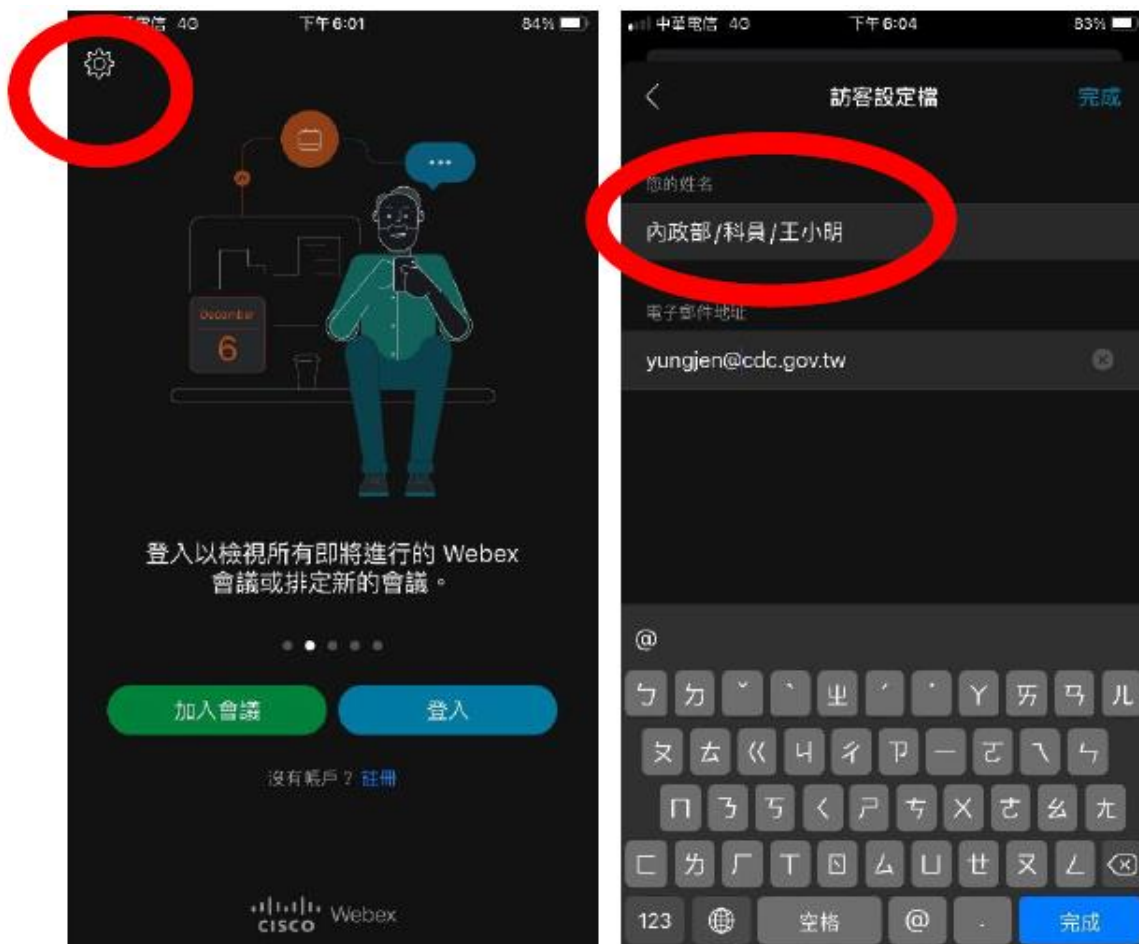 電信 4G 下午6:01 84%
December
6
登入以檢視所有即將進行的 Webex
會議或排定新的會議。
加入會議 登入
沒有帳戶？註冊
CISCO Webex
中華電信 4G 下午6:04 83%
訪客設定檔 完成
您的姓名
內政部/科員/王小明
電子郵件地址
yungjen@cdc.gov.tw
@
ㄅ ㄉ ˇ ˋ ㄓ ˊ ˙ ㄚ ㄞ ㄢ ㄦ
ㄆ ㄊ ㄍ ㄐ ㄔ ㄗ ㄧ ㄛ ㄟ ㄣ
ㄇ ㄋ ㄎ ㄑ ㄕ ㄘ ㄨ ㄜ ㄠ ㄤ
ㄈ ㄌ ㄏ ㄒ ㄖ ㄙ ㄩ ㄝ ㄡ ㄥ
123 空格 @ . 完成